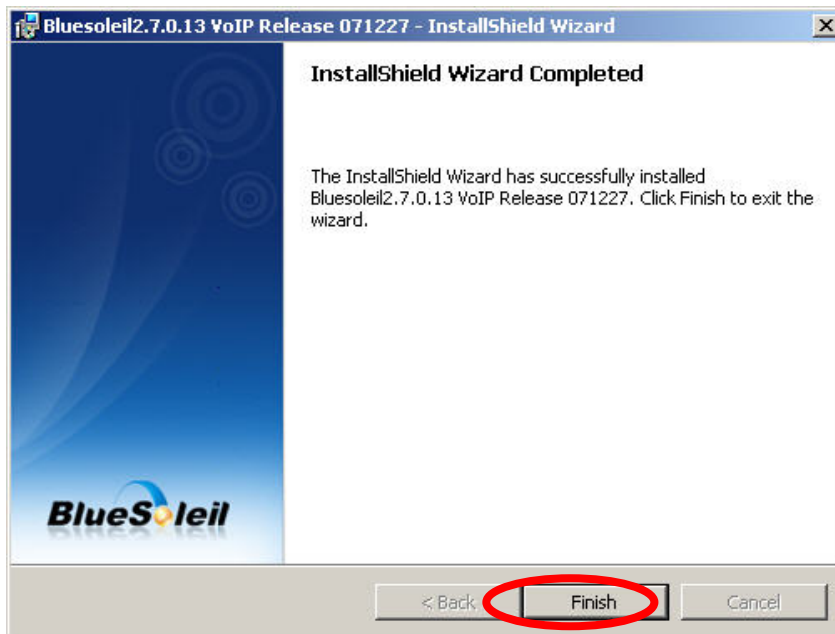 Bluesoleil2.7.0.13 VoIP Release 071227 - InstallShield Wizard
InstallShield Wizard Completed
The InstallShield Wizard has successfully installed
Bluesoleil2.7.0.13 VoIP Release 071227. Click Finish to exit the
wizard.
BlueSoleil
< Back
Finish
Cancel